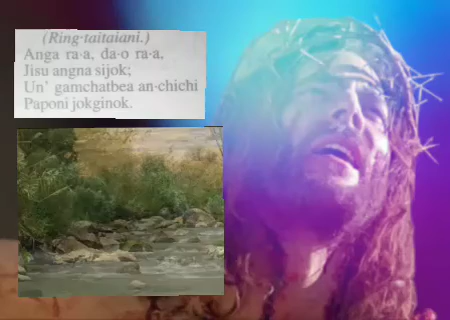 (Ring·taitaiani.)
Anga ra·a, da·o ra·a,
Jisu angna sijok;
Un' gamchatbea an·chichi
Paponi jokginok.